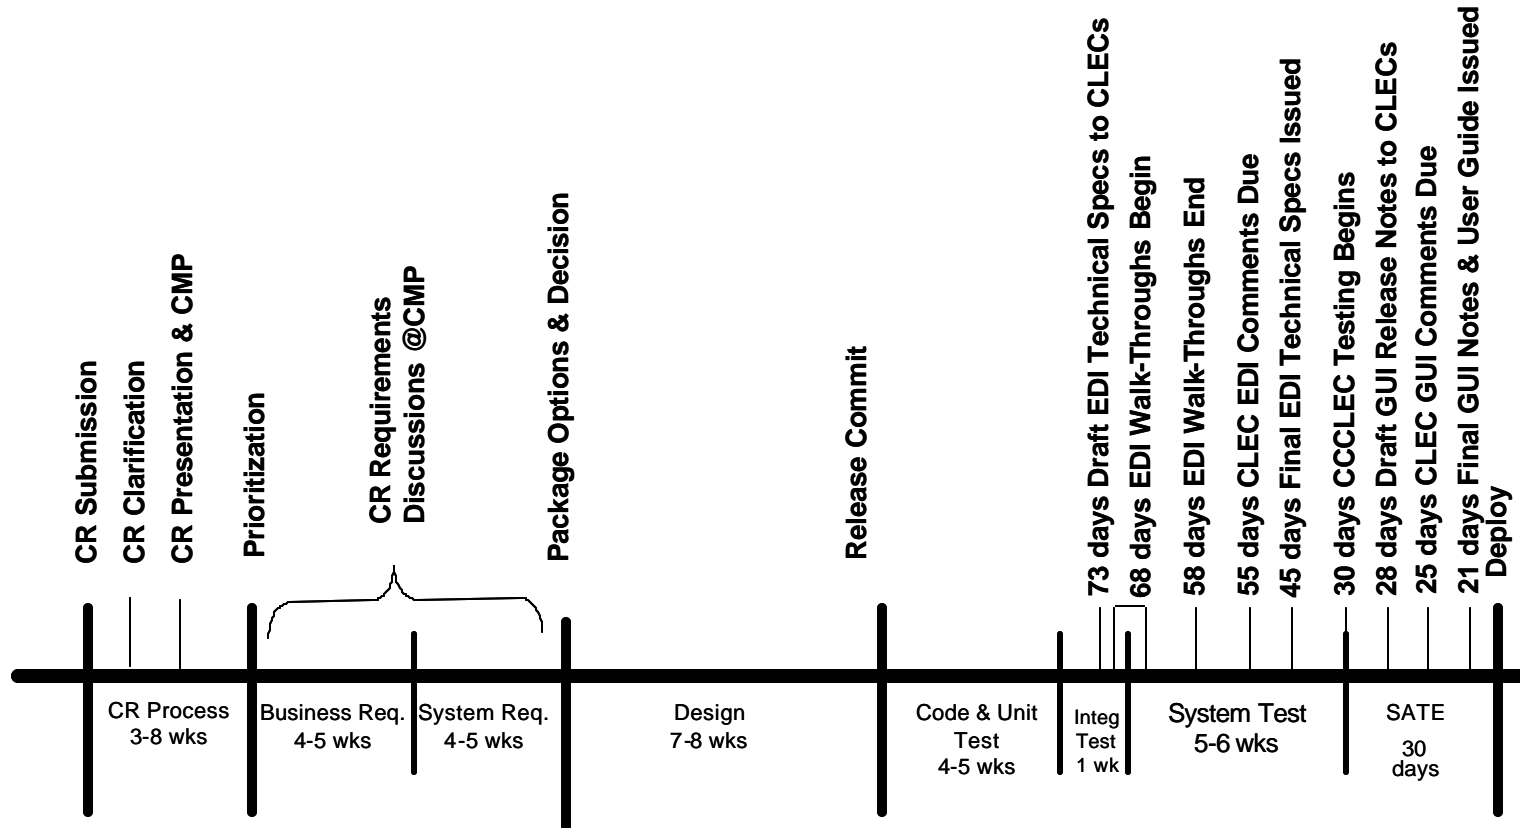 CR Submission
CR Clarification
CR Presentation & CMP
Prioritization
CR Requirements
Discussions @CMP
Package Options & Decision
Release Commit
73 days Draft EDI Technical Specs to CLECs
68 days EDI Walk-Throughs Begin
58 days EDI Walk-Throughs End
55 days CLEC EDI Comments Due
45 days Final EDI Technical Specs Issued
30 days CCCLEC Testing Begins
28 days Draft GUI Release Notes to CLECs
25 days CLEC GUI Comments Due
21 days Final GUI Notes & User Guide Issued
Deploy
CR Process
3-8 wks
Business Req.
4-5 wks
System Req.
4-5 wks
Design
7-8 wks
Code & Unit
Test
4-5 wks
Integ
Test
1 wk
System Test
5-6 wks
SATE
30
days